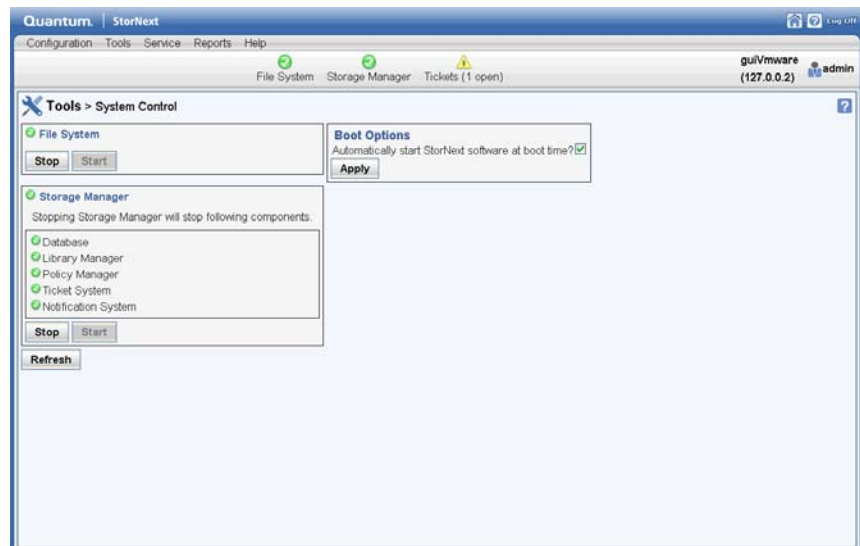 Quantum. StorNext
Log Off
Configuration Tools Service Reports Help
File System Storage Manager Tickets (1 open)
guiVmware
(127.0.0.2)
admin
Tools > System Control
?
File System
Stop Start
Boot Options
Automatically start StorNext software at boot time?
Apply
Storage Manager
Stopping Storage Manager will stop following components.
Database
Library Manager
Policy Manager
Ticket System
Notification System
Stop Start
Refresh